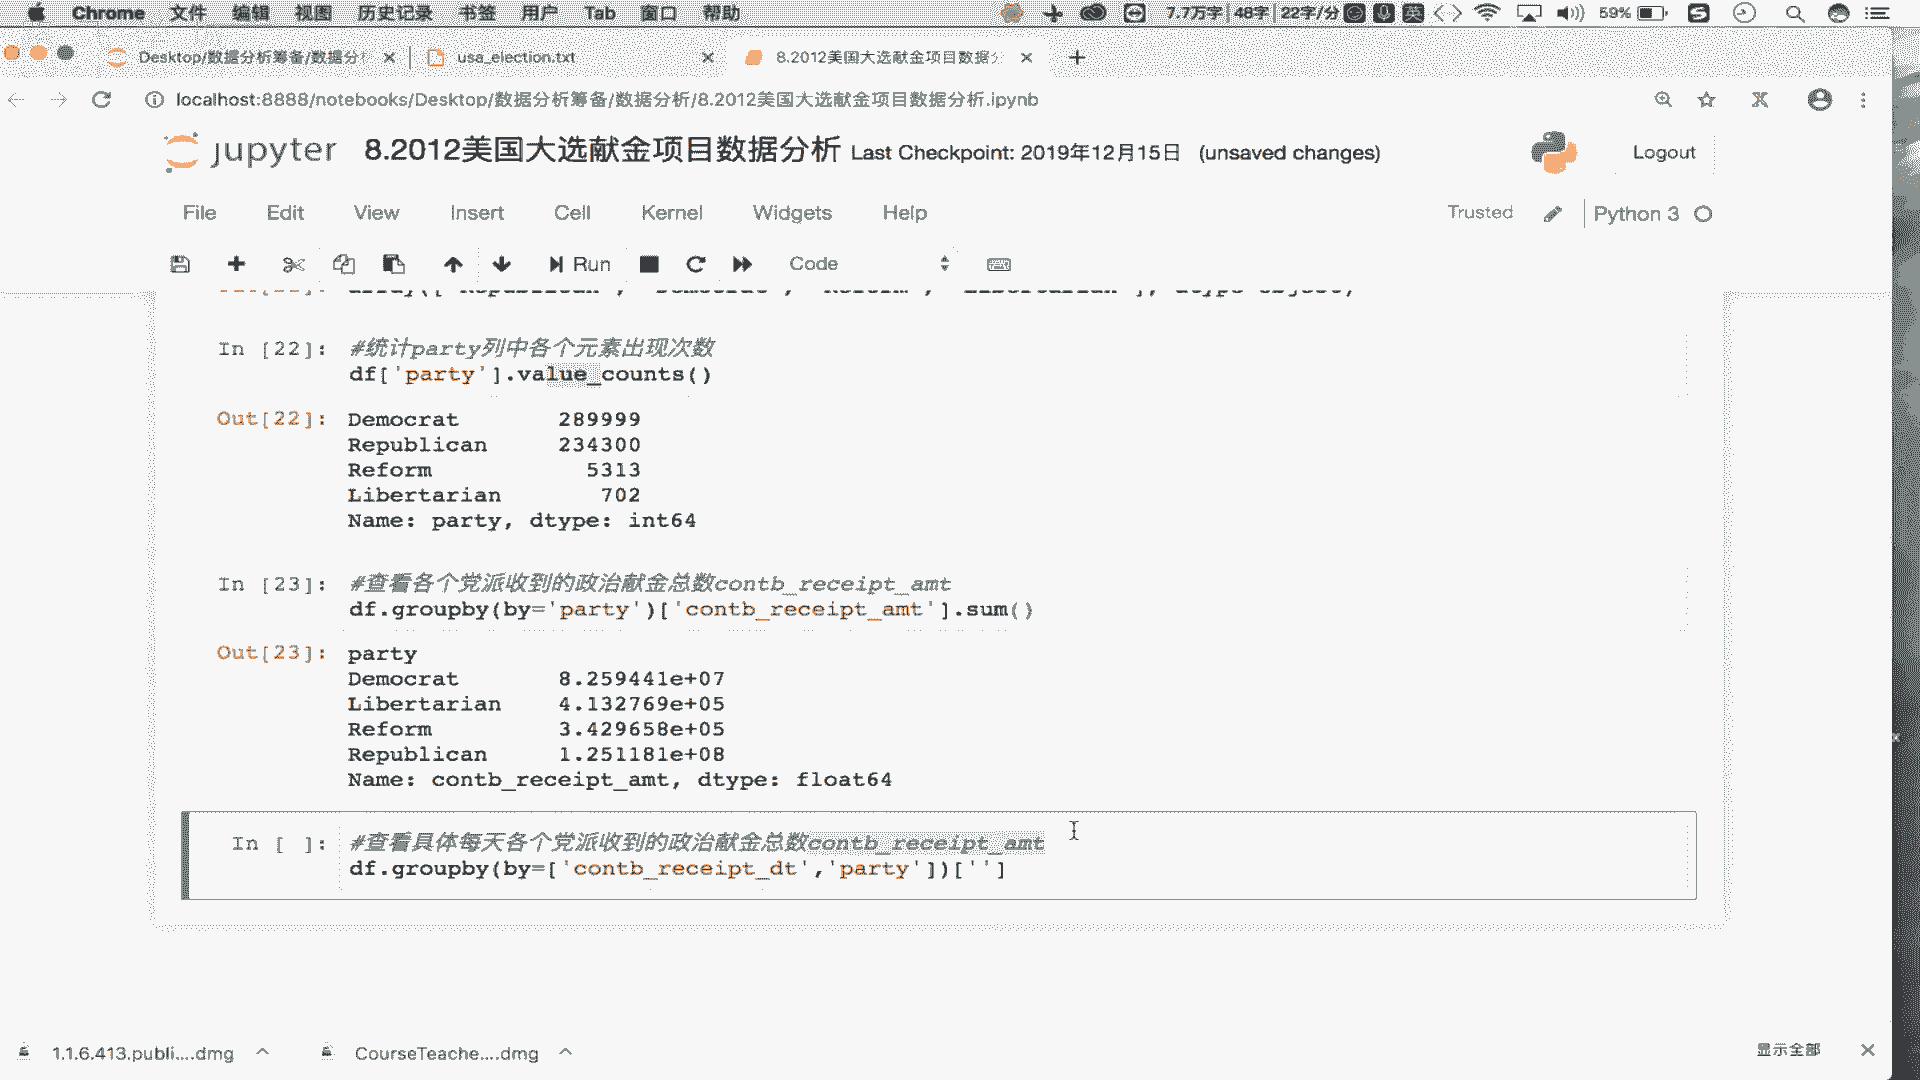 Chrome 文件 编辑 视图 历史记录 书签 用户 Tab 窗口 帮助 7.7万字 48字 22字/分 英 59%
Desktop/数据分析筹备/数据分析 usa_election.txt 8.2012美国大选献金项目数据分
localhost:8888/notebooks/Desktop/数据分析筹备/数据分析/8.2012美国大选献金项目数据分析.ipynb
jupyter 8.2012美国大选献金项目数据分析 Last Checkpoint: 2019年12月15日 (unsaved changes) Logout
File Edit View Insert Cell Kernel Widgets Help Trusted Python 3
Run Code
In [22]: #统计party列中各个元素出现次数
df['party'].value_counts()
Out[22]: Democrat 289999
Republican 234300
Reform 5313
Libertarian 702
Name: party, dtype: int64
In [23]: #查看各个党派收到的政治献金总数contb_receipt_amt
df.groupby(by='party')['contb_receipt_amt'].sum()
Out[23]: party
Democrat 8.259441e+07
Libertarian 4.132769e+05
Reform 3.429658e+05
Republican 1.251181e+08
Name: contb_receipt_amt, dtype: float64
In [ ]: #查看具体每天各个党派收到的政治献金总数contb_receipt_amt
df.groupby(by=['contb_receipt_dt','party'])['']
1.1.6.413.publi....dmg CourseTeache....dmg 显示全部